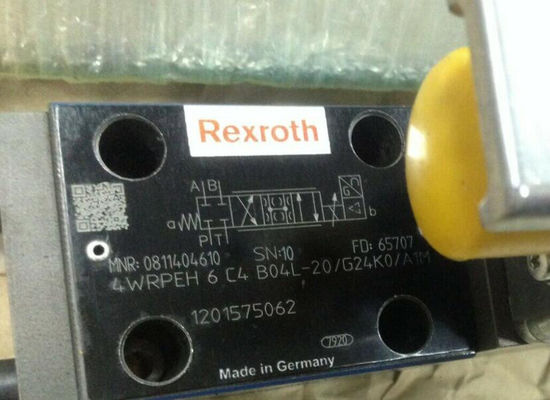 Rexroth
A B
G
a b
P T
MNR: 0811404610 SN:10 FD: 65707
4WRPEH 6 C4 B04L-20/G24K0/A1M
1201575062
7920
Made in Germany